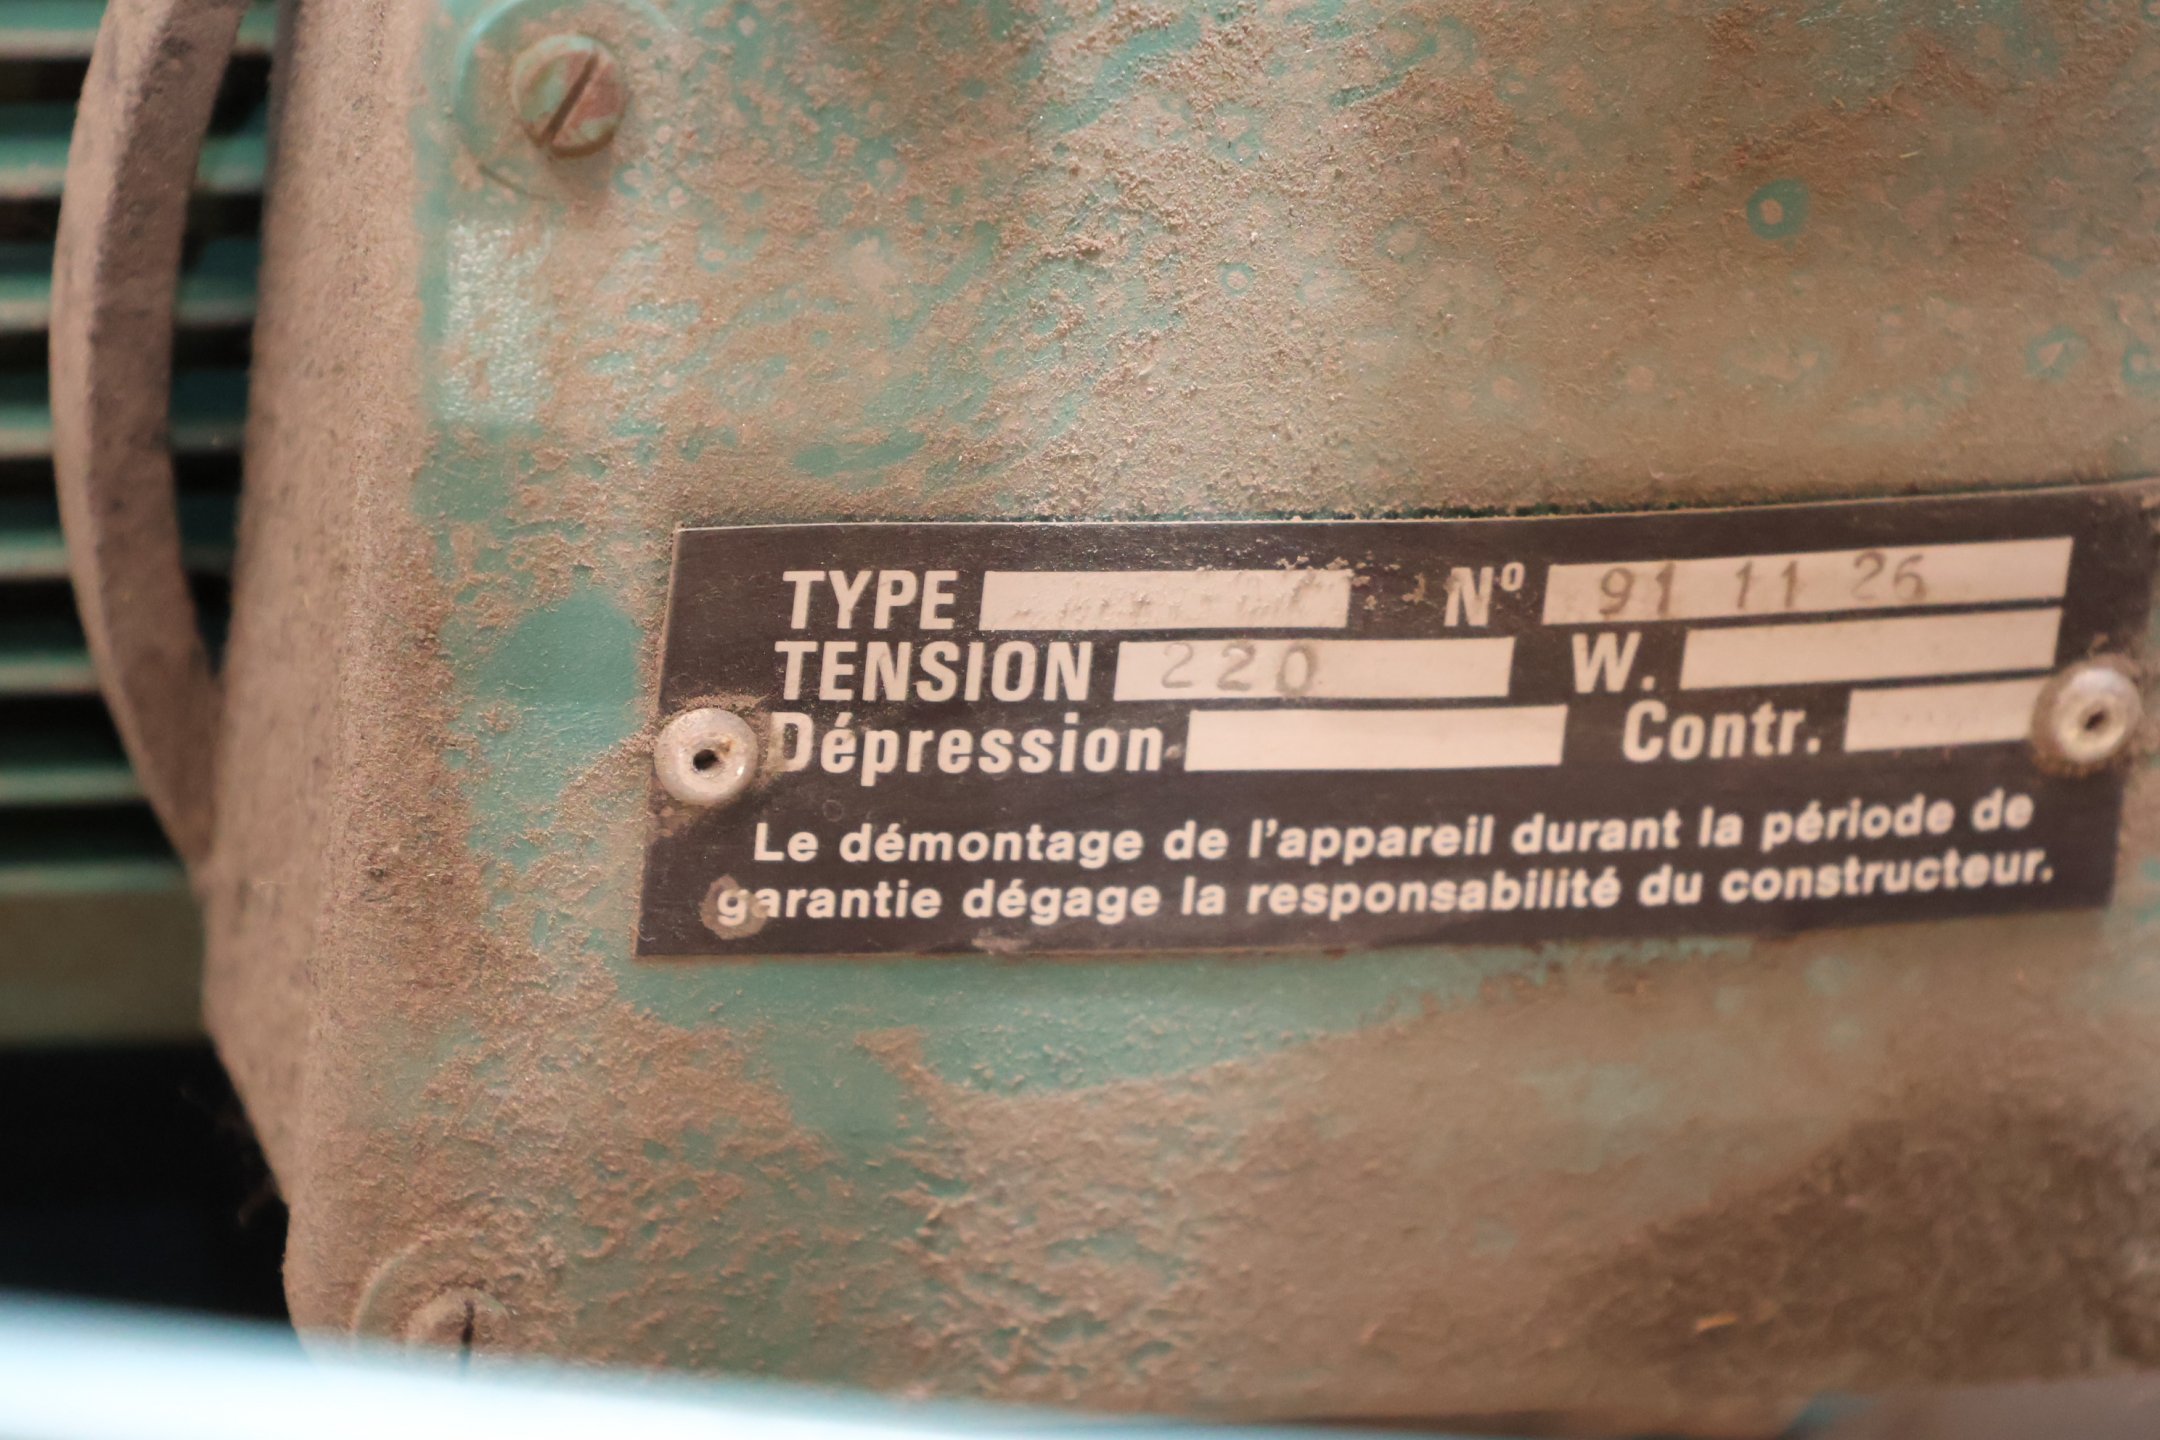 TYPE Nº 91 11 26
TENSION 220 W.
Dépression Contr.
Le démontage de l'appareil durant la période de
garantie dégage la responsabilité du constructeur.